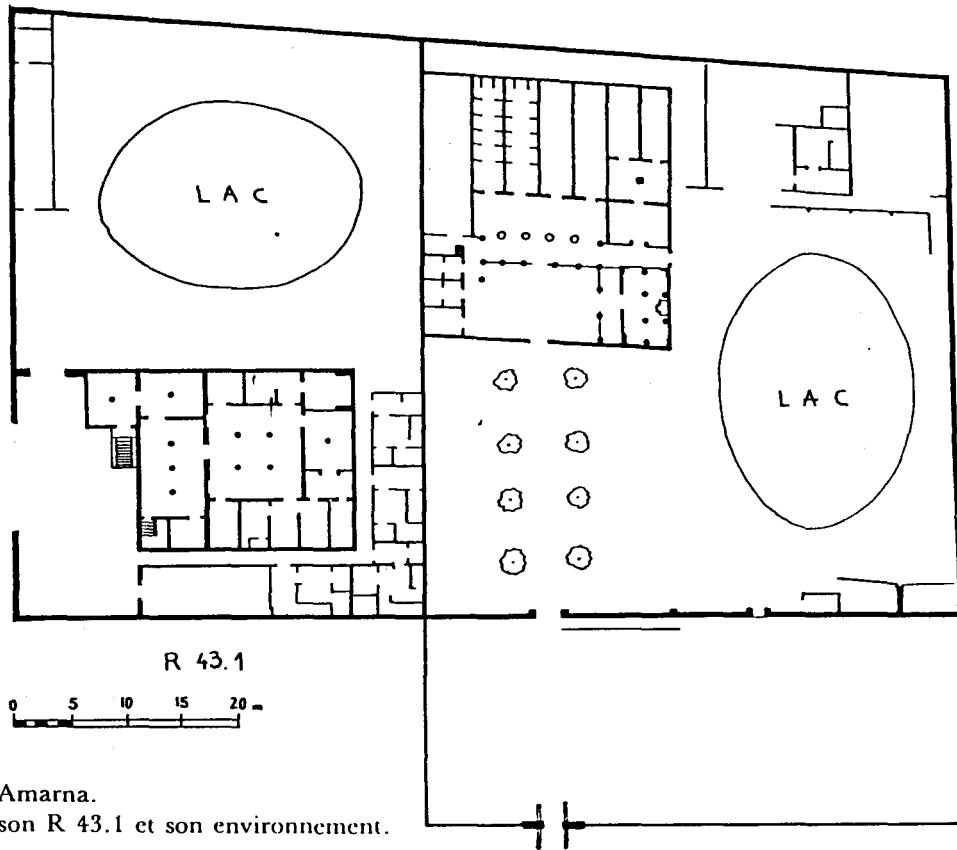 LAC
LAC
R 43.1
0 5 10 15 20 m
Amarna.
son R 43.1 et son environnement.